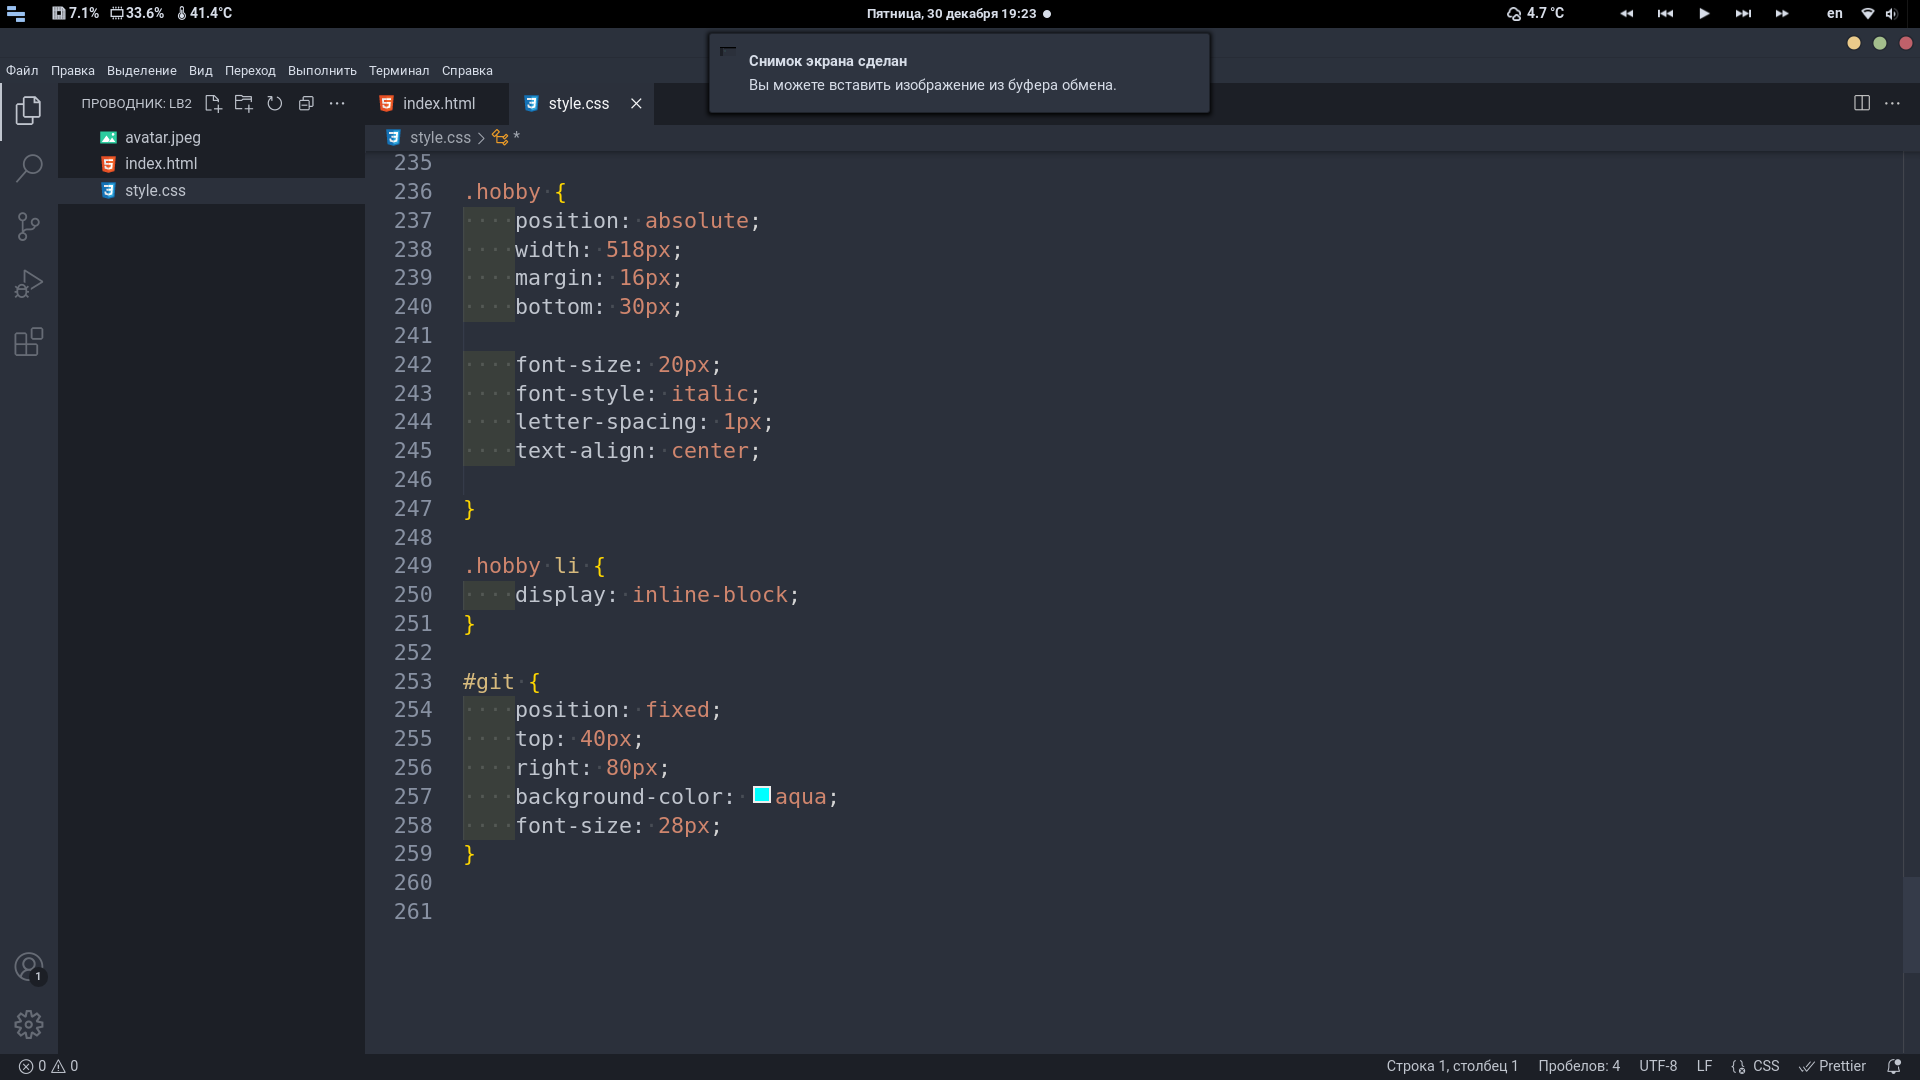 7.1% 33.6% 41.4°C Пятница, 30 декабря 19:23 4.7 °C en
Снимок экрана сделан
Вы можете вставить изображение из буфера обмена.
Файл Правка Выделение Вид Переход Выполнить Терминал Справка
ПРОВОДНИК: LB2
avatar.jpeg
index.html
style.css
index.html style.css
style.css > *
235
236 .hobby {
237     position: absolute;
238     width: 518px;
239     margin: 16px;
240     bottom: 30px;
241
242     font-size: 20px;
243     font-style: italic;
244     letter-spacing: 1px;
245     text-align: center;
246
247 }
248
249 .hobby li {
250     display: inline-block;
251 }
252
253 #git {
254     position: fixed;
255     top: 40px;
256     right: 80px;
257     background-color: aqua;
258     font-size: 28px;
259 }
260
261
1
0 0 Строка 1, столбец 1 Пробелов: 4 UTF-8 LF CSS Prettier